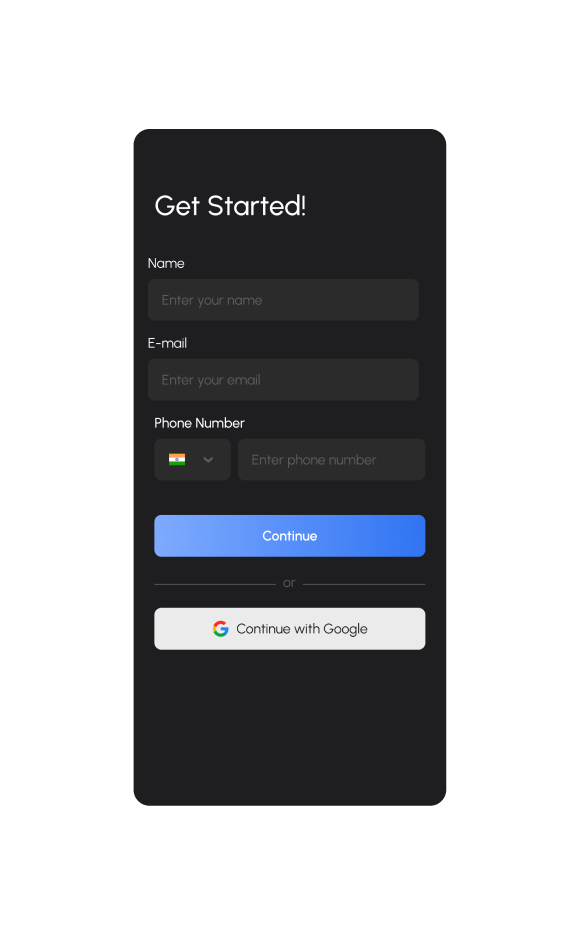 Get Started!
Name
Enter your name
E-mail
Enter your email
Phone Number
Enter phone number
Continue
or
Continue with Google